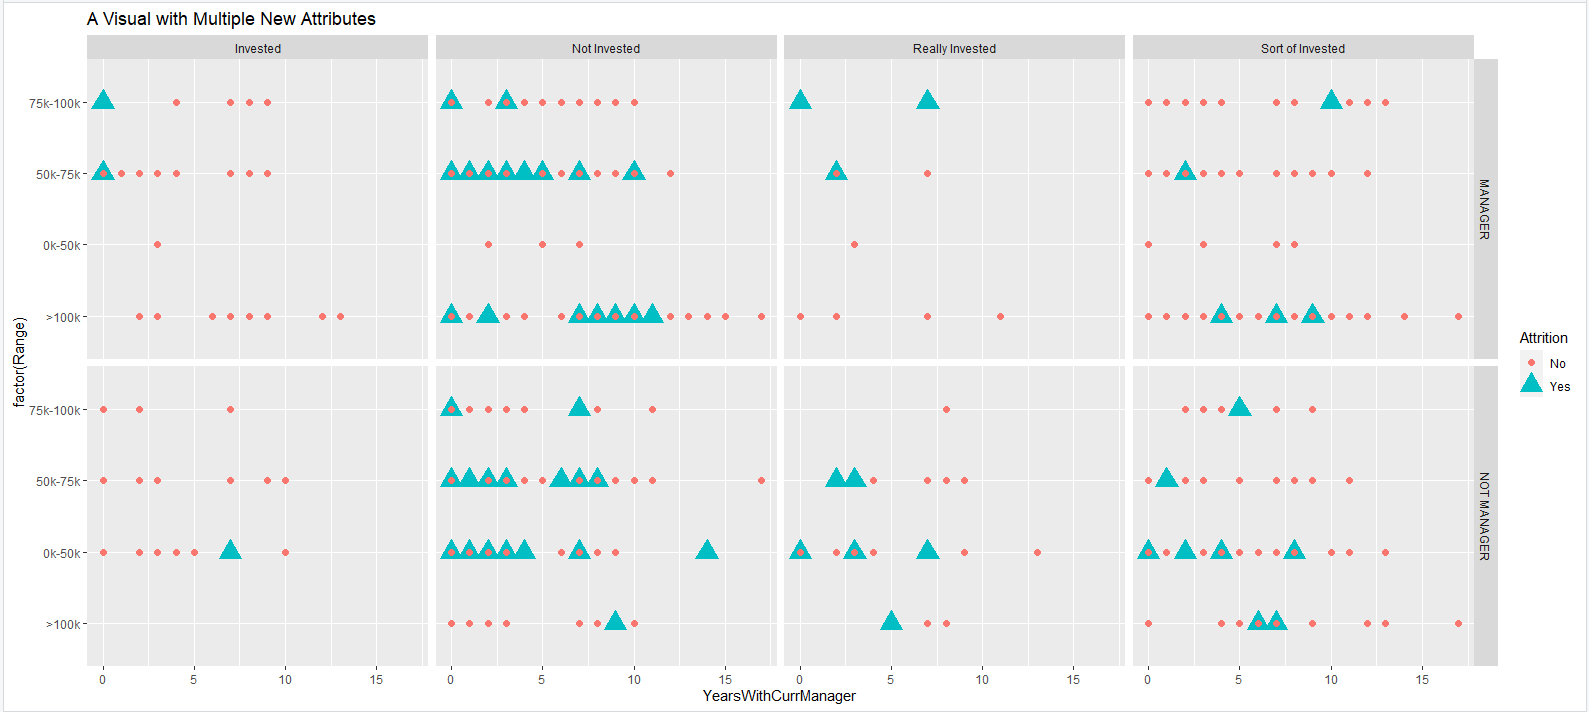 A Visual with Multiple New Attributes
Invested
Not Invested
Really Invested
Sort of Invested
75k-100k
50k-75k
0k-50k
>100k
MANAGER
75k-100k
50k-75k
0k-50k
>100k
NOT MANAGER
factor(Range)
0 5 10 15
0 5 10 15
0 5 10 15
0 5 10 15
YearsWithCurrManager
Attrition
No
Yes